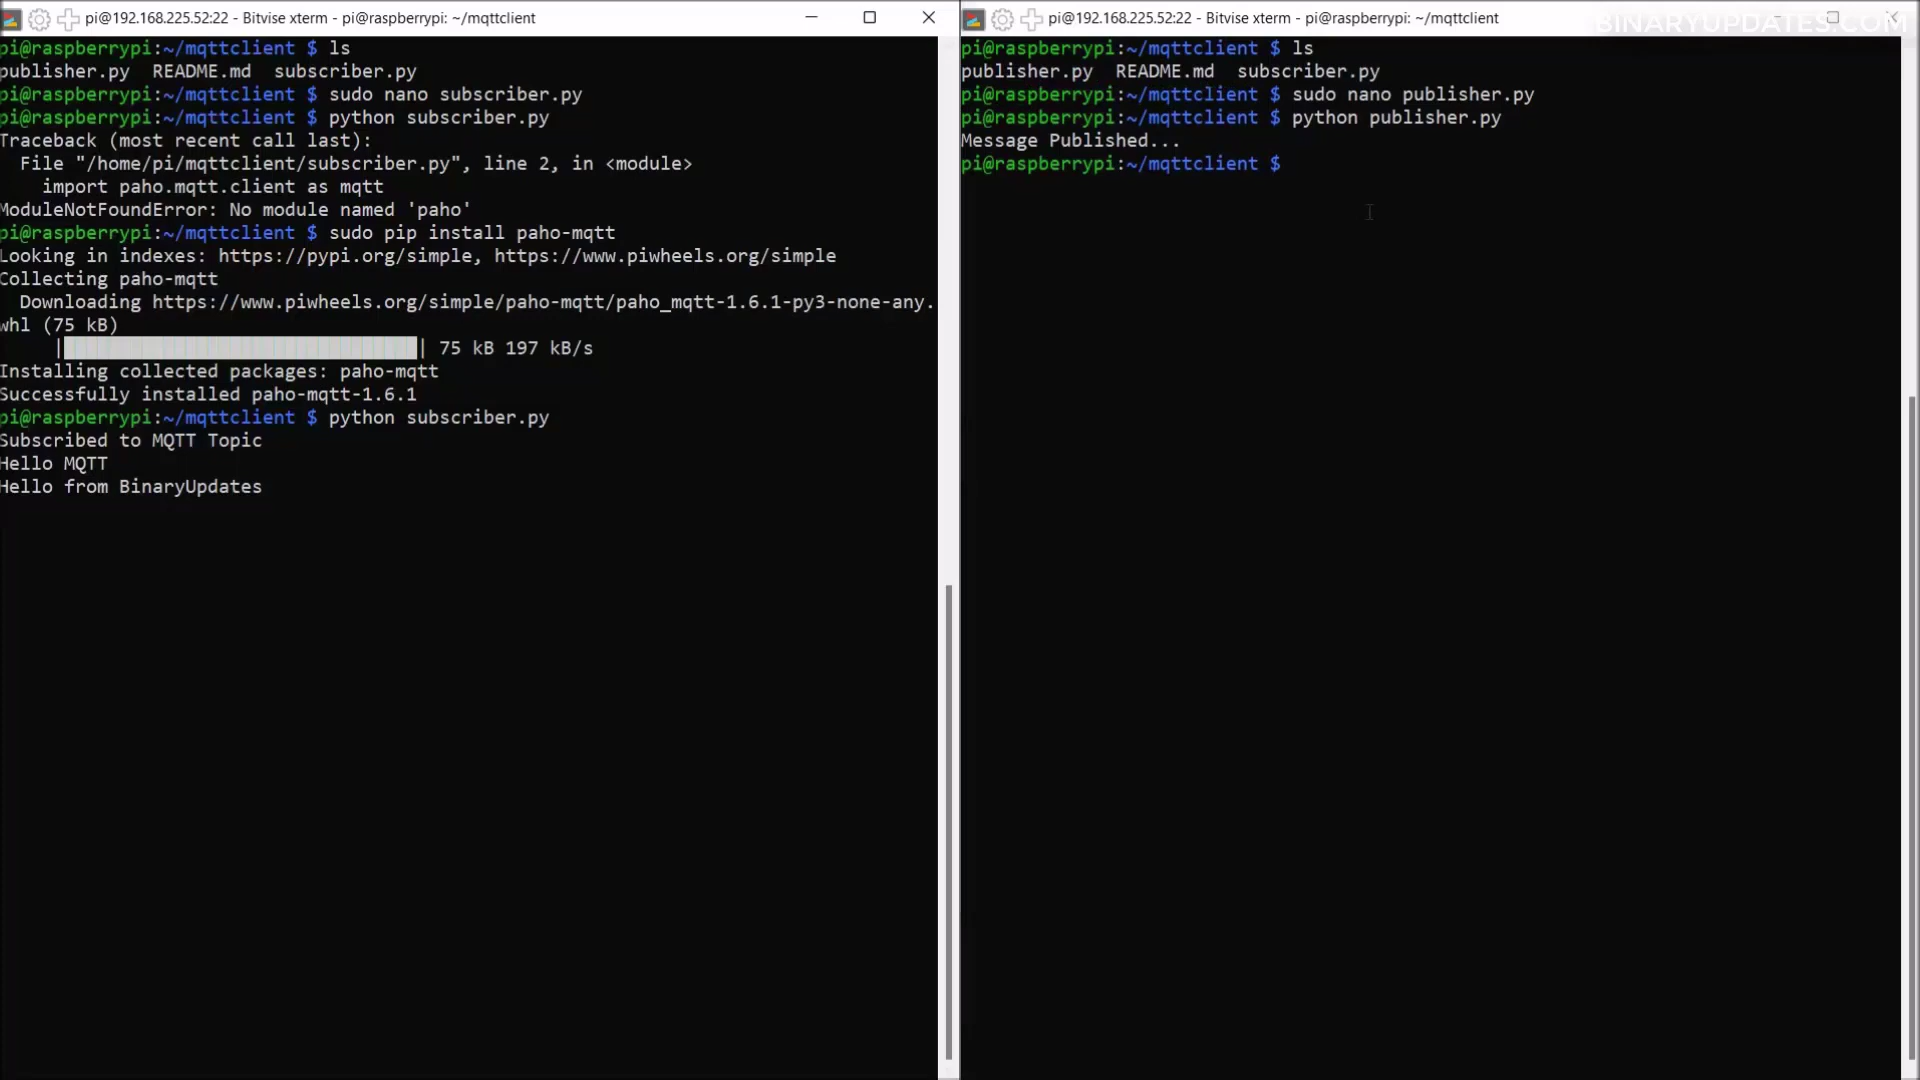 pi@192.168.225.52:22 - Bitvise xterm - pi@raspberrypi: ~/mqttclient
pi@raspberrypi:~/mqttclient $ ls
publisher.py  README.md  subscriber.py
pi@raspberrypi:~/mqttclient $ sudo nano subscriber.py
pi@raspberrypi:~/mqttclient $ python subscriber.py
Traceback (most recent call last):
  File "/home/pi/mqttclient/subscriber.py", line 2, in <module>
    import paho.mqtt.client as mqtt
ModuleNotFoundError: No module named 'paho'
pi@raspberrypi:~/mqttclient $ sudo pip install paho-mqtt
Looking in indexes: https://pypi.org/simple, https://www.piwheels.org/simple
Collecting paho-mqtt
  Downloading https://www.piwheels.org/simple/paho-mqtt/paho_mqtt-1.6.1-py3-none-any.
whl (75 kB)
| | 75 kB 197 kB/s
Installing collected packages: paho-mqtt
Successfully installed paho-mqtt-1.6.1
pi@raspberrypi:~/mqttclient $ python subscriber.py
Subscribed to MQTT Topic
Hello MQTT
Hello from BinaryUpdates
pi@192.168.225.52:22 - Bitvise xterm - pi@raspberrypi: ~/mqttclient
BINARYUPDATES.COM
pi@raspberrypi:~/mqttclient $ ls
publisher.py  README.md  subscriber.py
pi@raspberrypi:~/mqttclient $ sudo nano publisher.py
pi@raspberrypi:~/mqttclient $ python publisher.py
Message Published...
pi@raspberrypi:~/mqttclient $